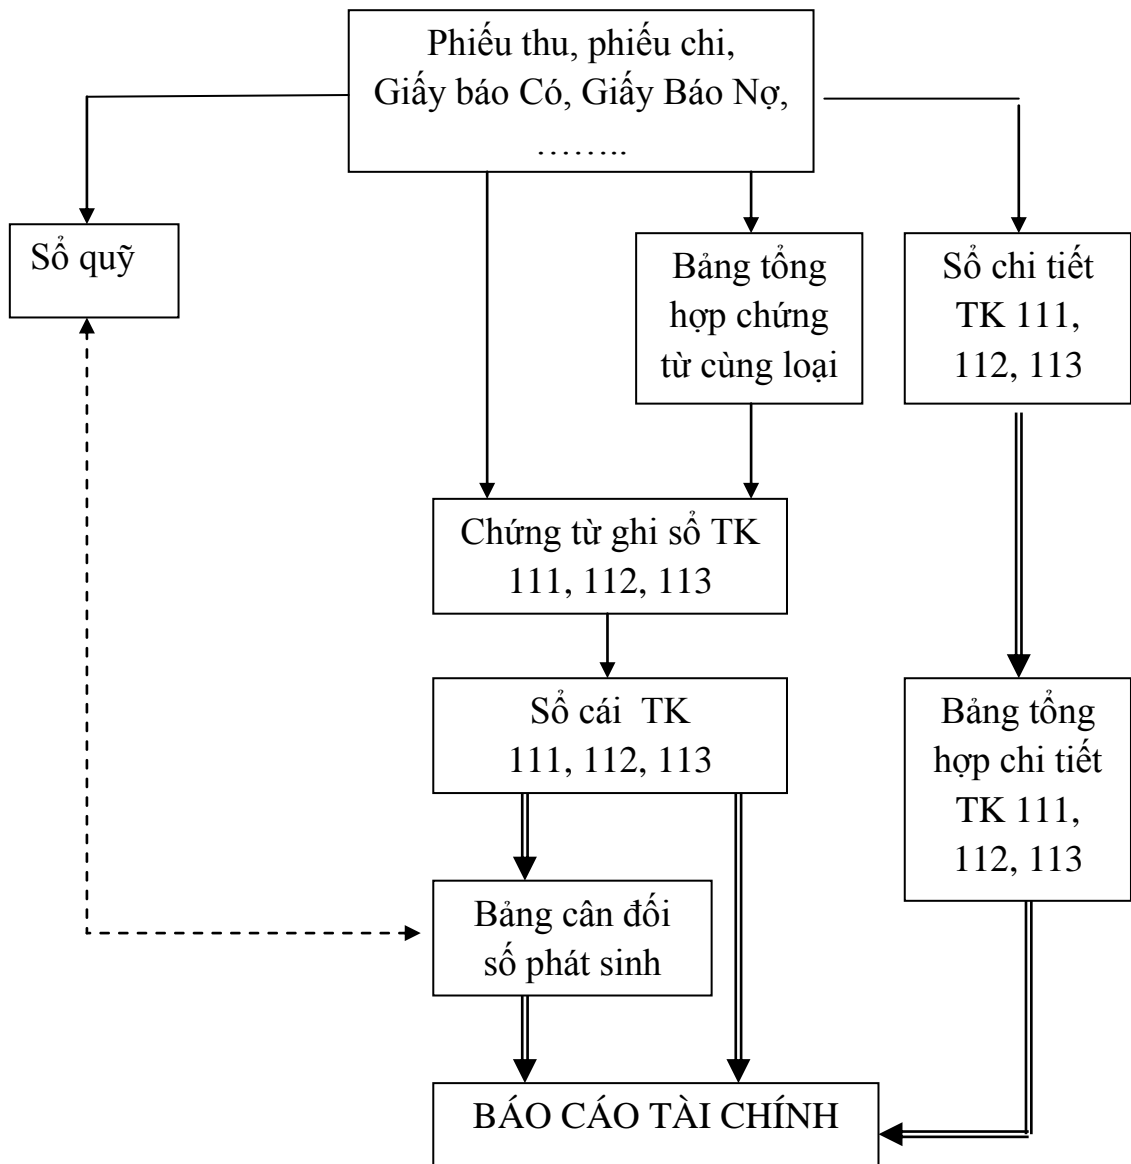 Phiếu thu, phiếu chi,
Giấy báo Có, Giấy Báo Nợ,
……..
Sổ quỹ
Bảng tổng
hợp chứng
từ cùng loại
Sổ chi tiết
TK 111,
112, 113
Chứng từ ghi sổ TK
111, 112, 113
Sổ cái TK
111, 112, 113
Bảng tổng
hợp chi tiết
TK 111,
112, 113
Bảng cân đối
số phát sinh
BÁO CÁO TÀI CHÍNH